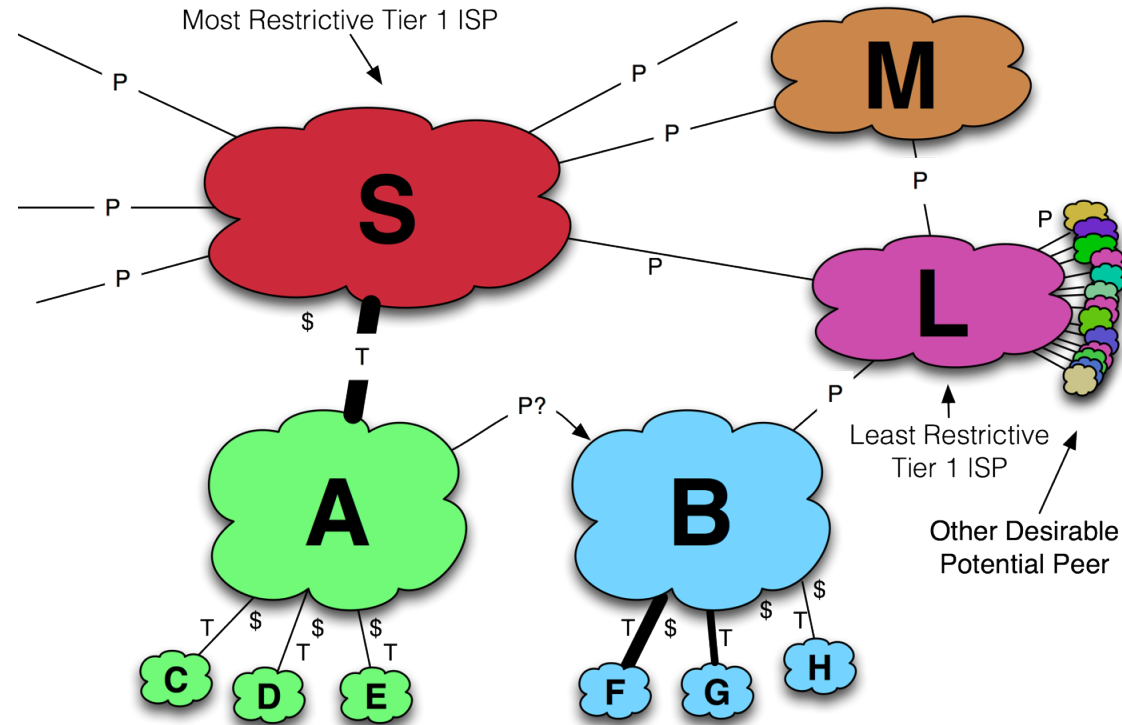 Most Restrictive Tier 1 ISP
P
P
P
M
S
P
P
P
P
P
L
$
T
P?
P
A
B
Least Restrictive
Tier 1 ISP
Other Desirable
Potential Peer
T
$
$
T
$
T
T
$
T
$
T
$
C
D
E
F
G
H